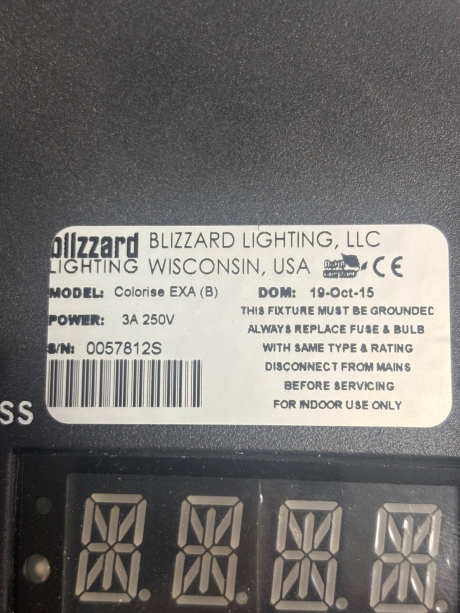 blizzard BLIZZARD LIGHTING, LLC
LIGHTING WISCONSIN, USA CE
MODEL: Colorise EXA (B) DOM: 19-Oct-15
POWER: 3A 250V
S/N: 0057812S
THIS FIXTURE MUST BE GROUNDED
ALWAYS REPLACE FUSE & BULB
WITH SAME TYPE & RATING
DISCONNECT FROM MAINS
BEFORE SERVICING
FOR INDOOR USE ONLY
SS